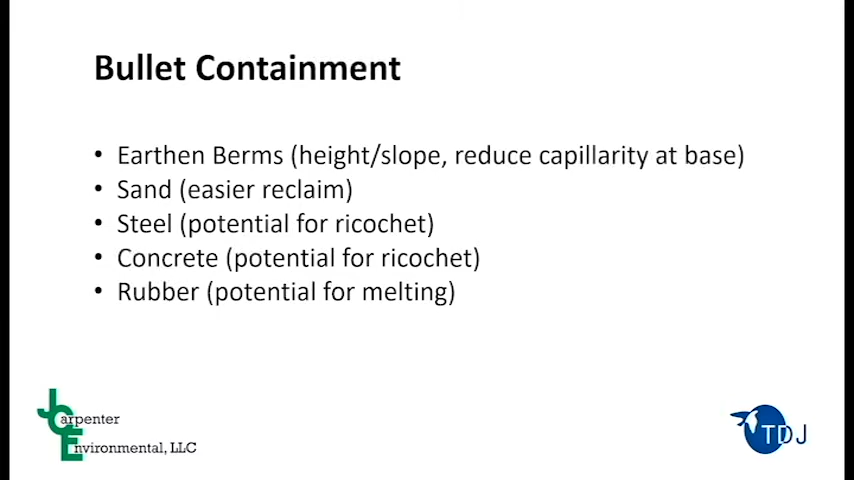 Bullet Containment
• Earthen Berms (height/slope, reduce capillarity at base)
• Sand (easier reclaim)
• Steel (potential for ricochet)
• Concrete (potential for ricochet)
• Rubber (potential for melting)
J Carpenter
Environmental, LLC
TDJ